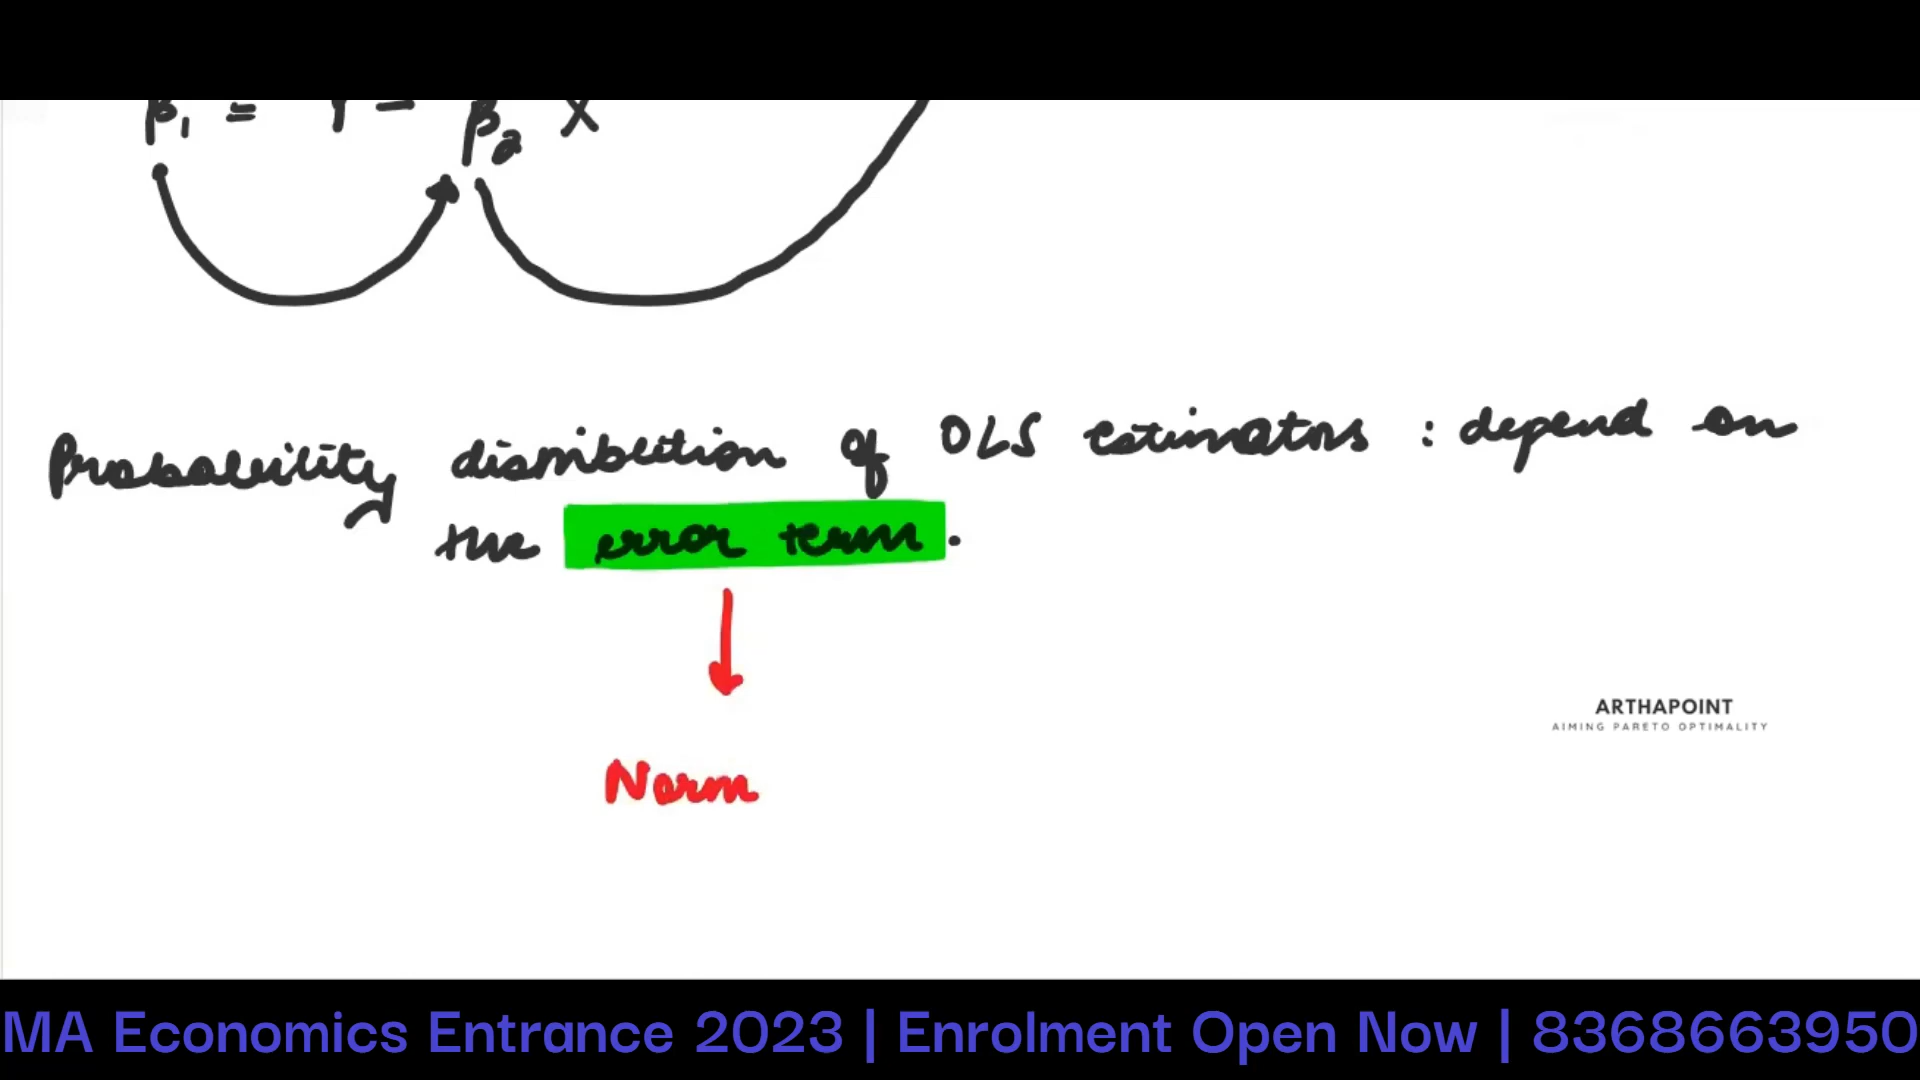 β₁ = Y − β₂ X
Probability distribution of OLS estimators : depend on
the error term.
Norm
ARTHAPOINT
AIMING PARETO OPTIMALITY
MA Economics Entrance 2023 | Enrolment Open Now | 8368663950